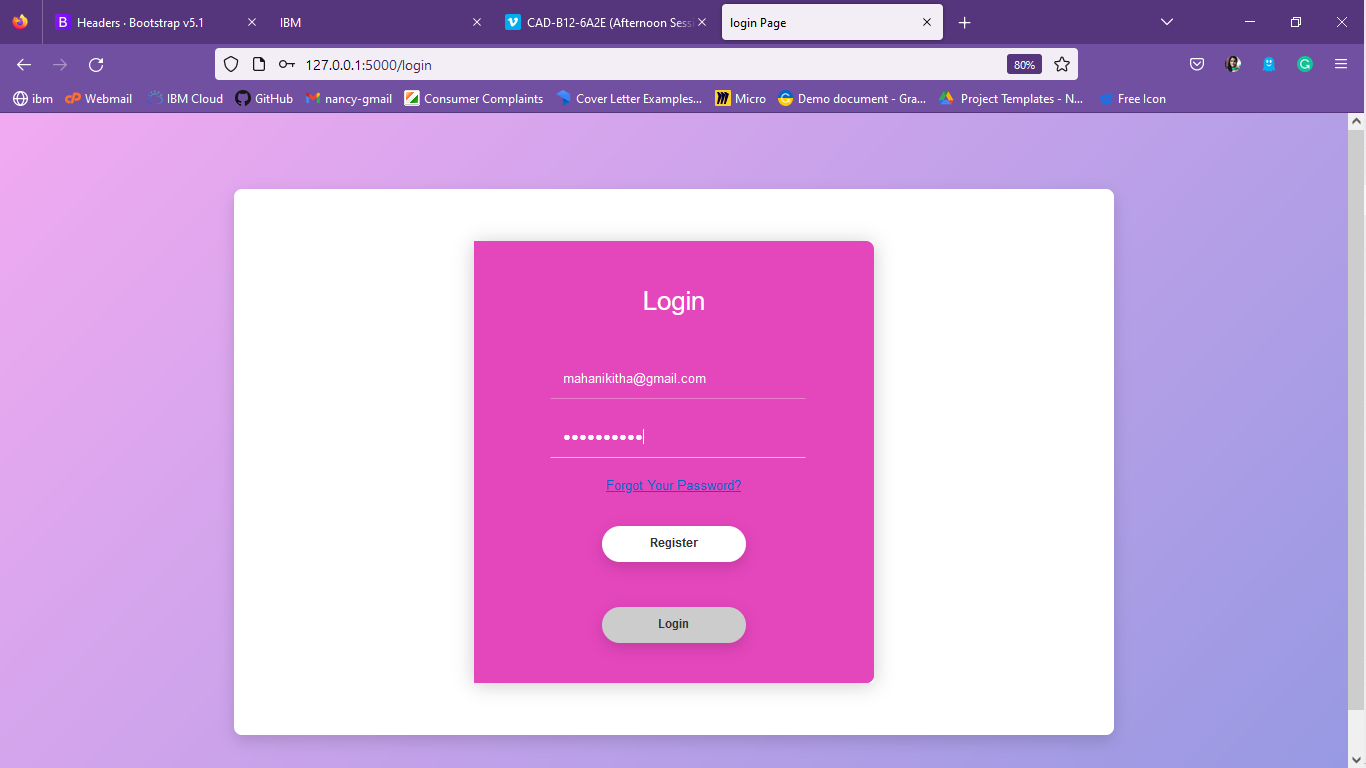 Headers · Bootstrap v5.1
IBM
CAD-B12-6A2E (Afternoon Sess
login Page
127.0.0.1:5000/login
80%
ibm
Webmail
IBM Cloud
GitHub
nancy-gmail
Consumer Complaints
Cover Letter Examples...
Micro
Demo document - Gra...
Project Templates - N...
Free Icon
Login
mahanikitha@gmail.com
••••••••••
Forgot Your Password?
Register
Login